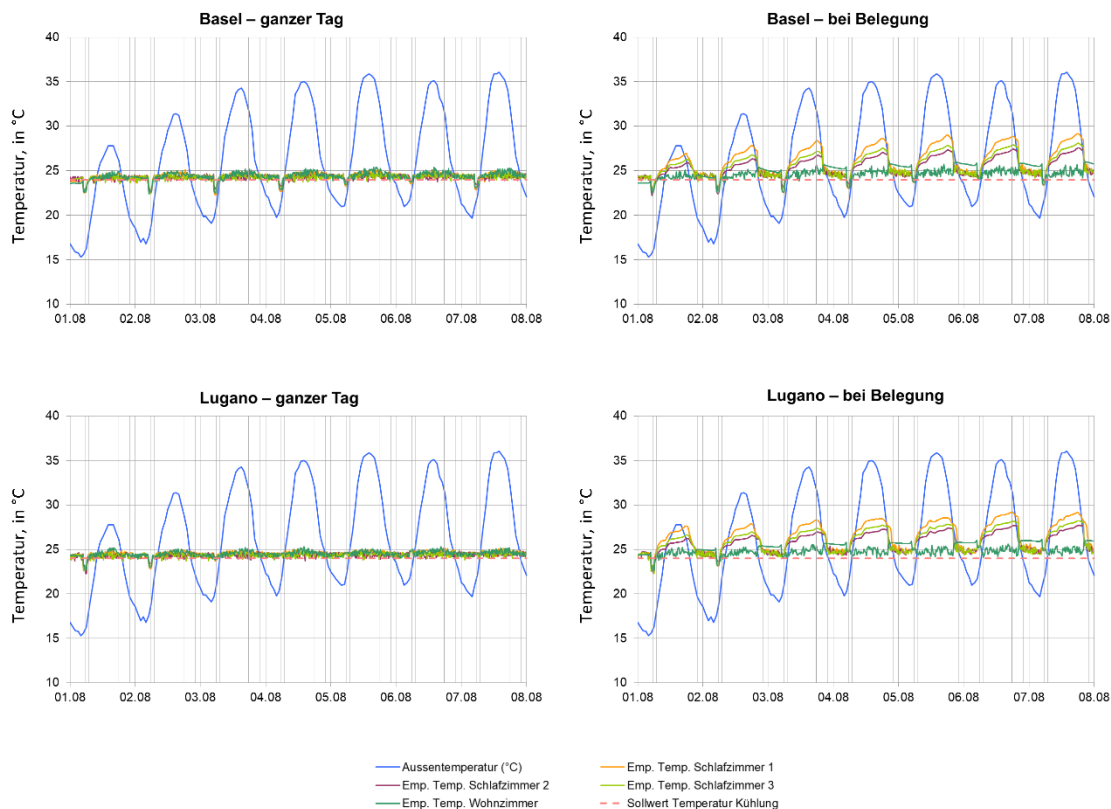 Basel – ganzer Tag
Temperatur, in °C
40
35
30
25
20
15
10
01.08 02.08 03.08 04.08 05.08 06.08 07.08 08.08
Basel – bei Belegung
Temperatur, in °C
40
35
30
25
20
15
10
01.08 02.08 03.08 04.08 05.08 06.08 07.08 08.08
Lugano – ganzer Tag
Temperatur, in °C
40
35
30
25
20
15
10
01.08 02.08 03.08 04.08 05.08 06.08 07.08 08.08
Lugano – bei Belegung
Temperatur, in °C
40
35
30
25
20
15
10
01.08 02.08 03.08 04.08 05.08 06.08 07.08 08.08
Aussentemperatur (°C)
Emp. Temp. Schlafzimmer 1
Emp. Temp. Schlafzimmer 2
Emp. Temp. Schlafzimmer 3
Emp. Temp. Wohnzimmer
Sollwert Temperatur Kühlung